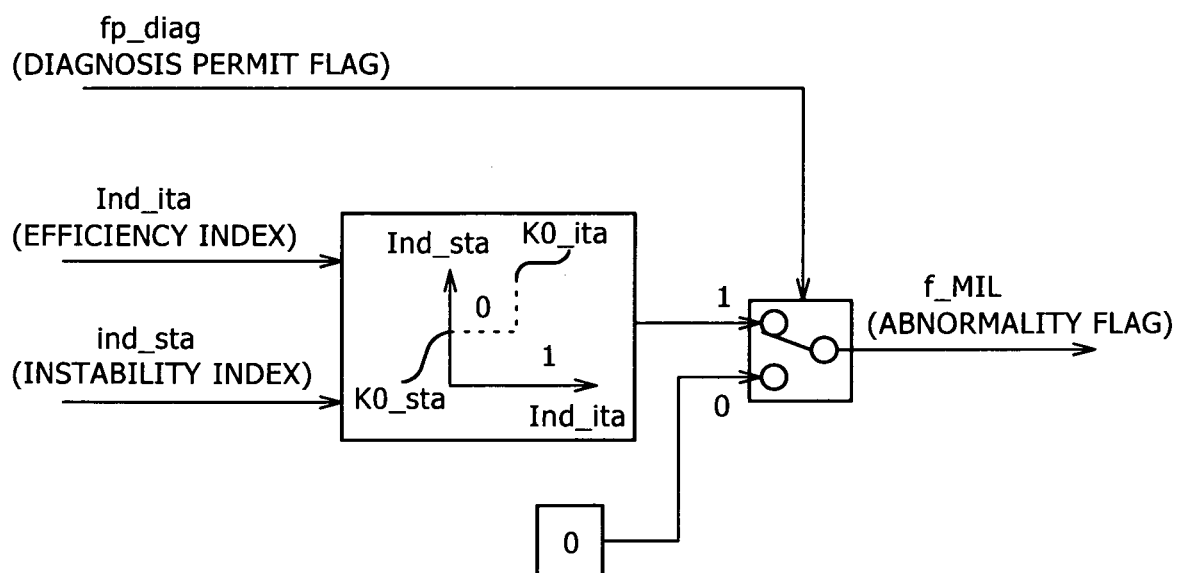 fp_diag
(DIAGNOSIS PERMIT FLAG)
Ind_ita
(EFFICIENCY INDEX)
ind_sta
(INSTABILITY INDEX)
Ind_sta
K0_ita
0
1
K0_sta
Ind_ita
1
0
f_MIL
(ABNORMALITY FLAG)
0